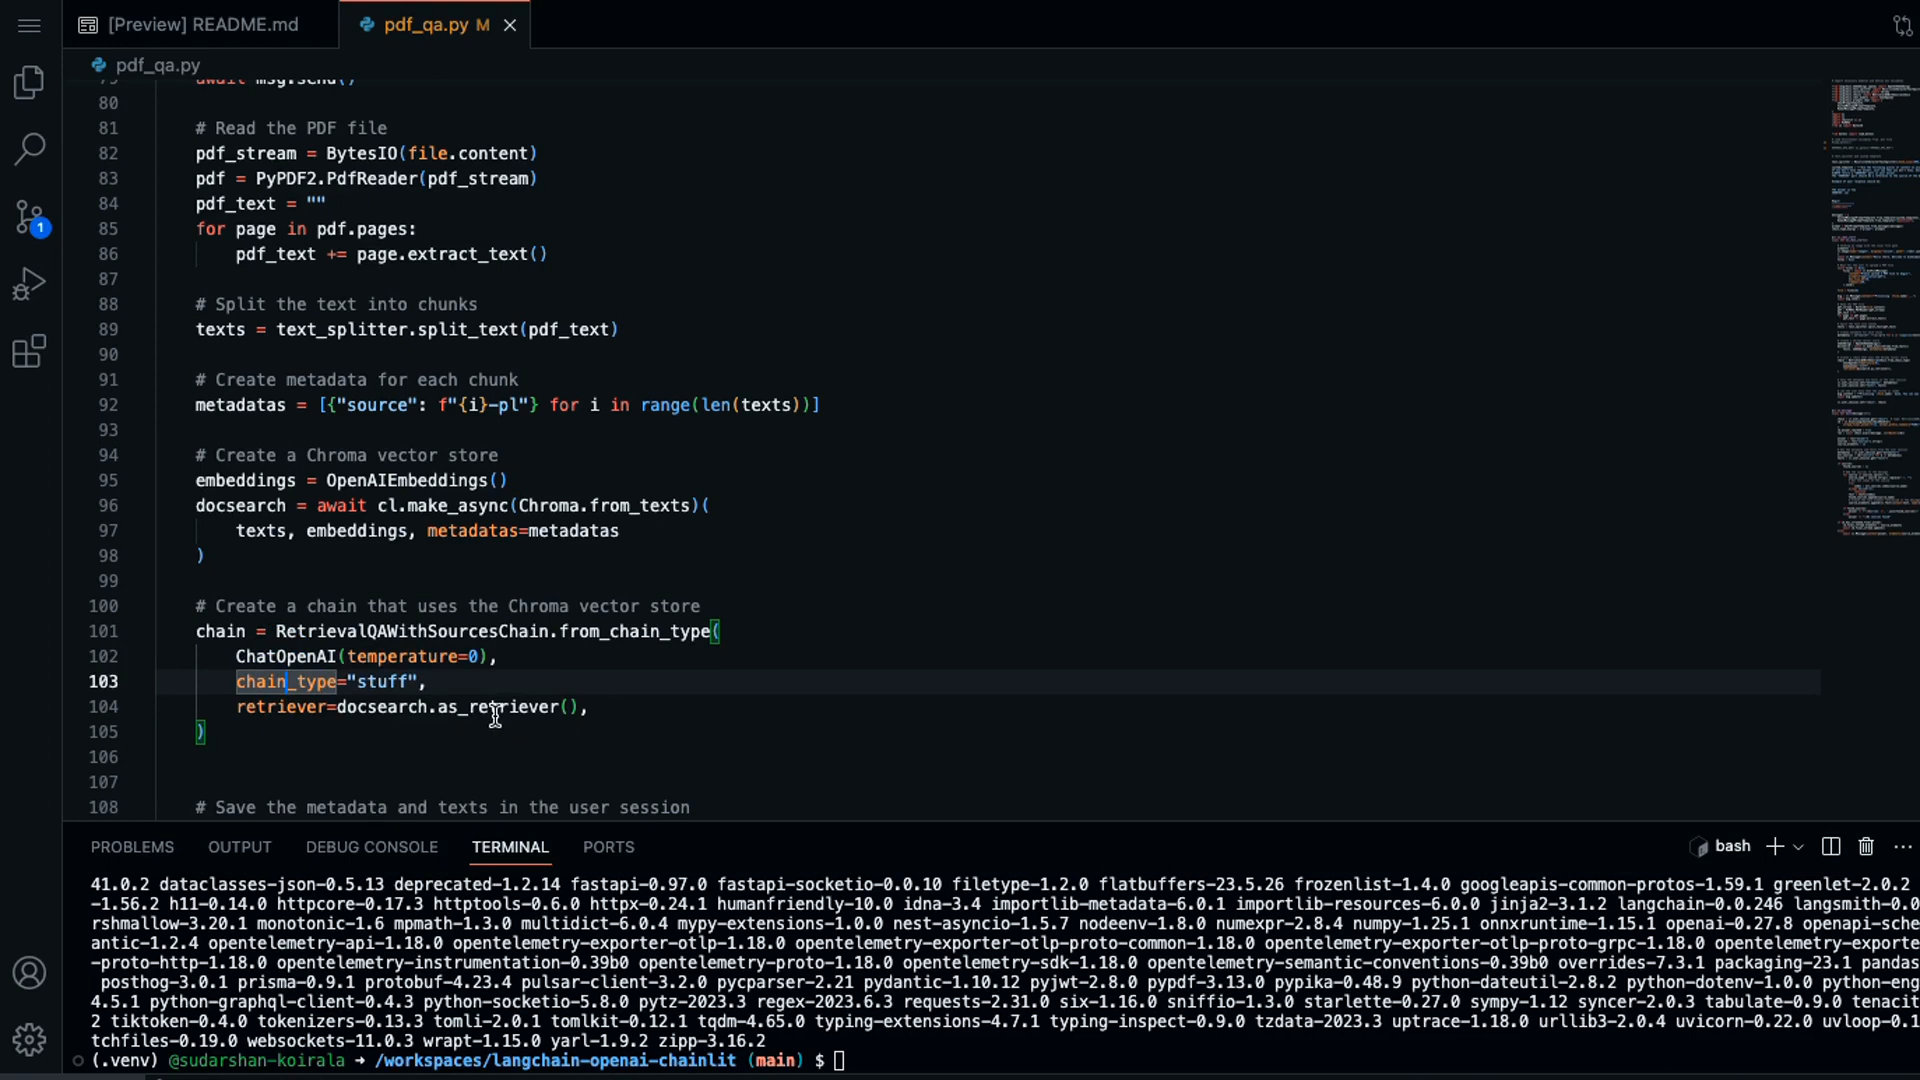 [Preview] README.md
pdf_qa.py M
pdf_qa.py
79 await msg.send()
80
81 # Read the PDF file
82 pdf_stream = BytesIO(file.content)
83 pdf = PyPDF2.PdfReader(pdf_stream)
84 pdf_text = ""
85 for page in pdf.pages:
86 pdf_text += page.extract_text()
87
88 # Split the text into chunks
89 texts = text_splitter.split_text(pdf_text)
90
91 # Create metadata for each chunk
92 metadatas = [{"source": f"{i}-pl"} for i in range(len(texts))]
93
94 # Create a Chroma vector store
95 embeddings = OpenAIEmbeddings()
96 docsearch = await cl.make_async(Chroma.from_texts)(
97 texts, embeddings, metadatas=metadatas
98 )
99
100 # Create a chain that uses the Chroma vector store
101 chain = RetrievalQAWithSourcesChain.from_chain_type(
102 ChatOpenAI(temperature=0),
103 chain_type="stuff",
104 retriever=docsearch.as_retriever(),
105 )
106
107
108 # Save the metadata and texts in the user session
1
PROBLEMS OUTPUT DEBUG CONSOLE TERMINAL PORTS bash
41.0.2 dataclasses-json-0.5.13 deprecated-1.2.14 fastapi-0.97.0 fastapi-socketio-0.0.10 filetype-1.2.0 flatbuffers-23.5.26 frozenlist-1.4.0 googleapis-common-protos-1.59.1 greenlet-2.0.2
-1.56.2 h11-0.14.0 httpcore-0.17.3 httptools-0.6.0 httpx-0.24.1 humanfriendly-10.0 idna-3.4 importlib-metadata-6.0.1 importlib-resources-6.0.0 jinja2-3.1.2 langchain-0.0.246 langsmith-0.0
rshmallow-3.20.1 monotonic-1.6 mpmath-1.3.0 multidict-6.0.4 mypy-extensions-1.0.0 nest-asyncio-1.5.7 nodeenv-1.8.0 numexpr-2.8.4 numpy-1.25.1 onnxruntime-1.15.1 openai-0.27.8 openapi-sche
antic-1.2.4 opentelemetry-api-1.18.0 opentelemetry-exporter-otlp-1.18.0 opentelemetry-exporter-otlp-proto-common-1.18.0 opentelemetry-exporter-otlp-proto-grpc-1.18.0 opentelemetry-exporte
-proto-http-1.18.0 opentelemetry-instrumentation-0.39b0 opentelemetry-proto-1.18.0 opentelemetry-sdk-1.18.0 opentelemetry-semantic-conventions-0.39b0 overrides-7.3.1 packaging-23.1 pandas
posthog-3.0.1 prisma-0.9.1 protobuf-4.23.4 pulsar-client-3.2.0 pycparser-2.21 pydantic-1.10.12 pyjwt-2.8.0 pypdf-3.13.0 pypika-0.48.9 python-dateutil-2.8.2 python-dotenv-1.0.0 python-eng
4.5.1 python-graphql-client-0.4.3 python-socketio-5.8.0 pytz-2023.3 regex-2023.6.3 requests-2.31.0 six-1.16.0 sniffio-1.3.0 starlette-0.27.0 sympy-1.12 syncer-2.0.3 tabulate-0.9.0 tenacit
2 tiktoken-0.4.0 tokenizers-0.13.3 tomli-2.0.1 tomlkit-0.12.1 tqdm-4.65.0 typing-extensions-4.7.1 typing-inspect-0.9.0 tzdata-2023.3 uptrace-1.18.0 urllib3-2.0.4 uvicorn-0.22.0 uvloop-0.1
tchfiles-0.19.0 websockets-11.0.3 wrapt-1.15.0 yarl-1.9.2 zipp-3.16.2
(.venv) @sudarshan-koirala → /workspaces/langchain-openai-chainlit (main) $